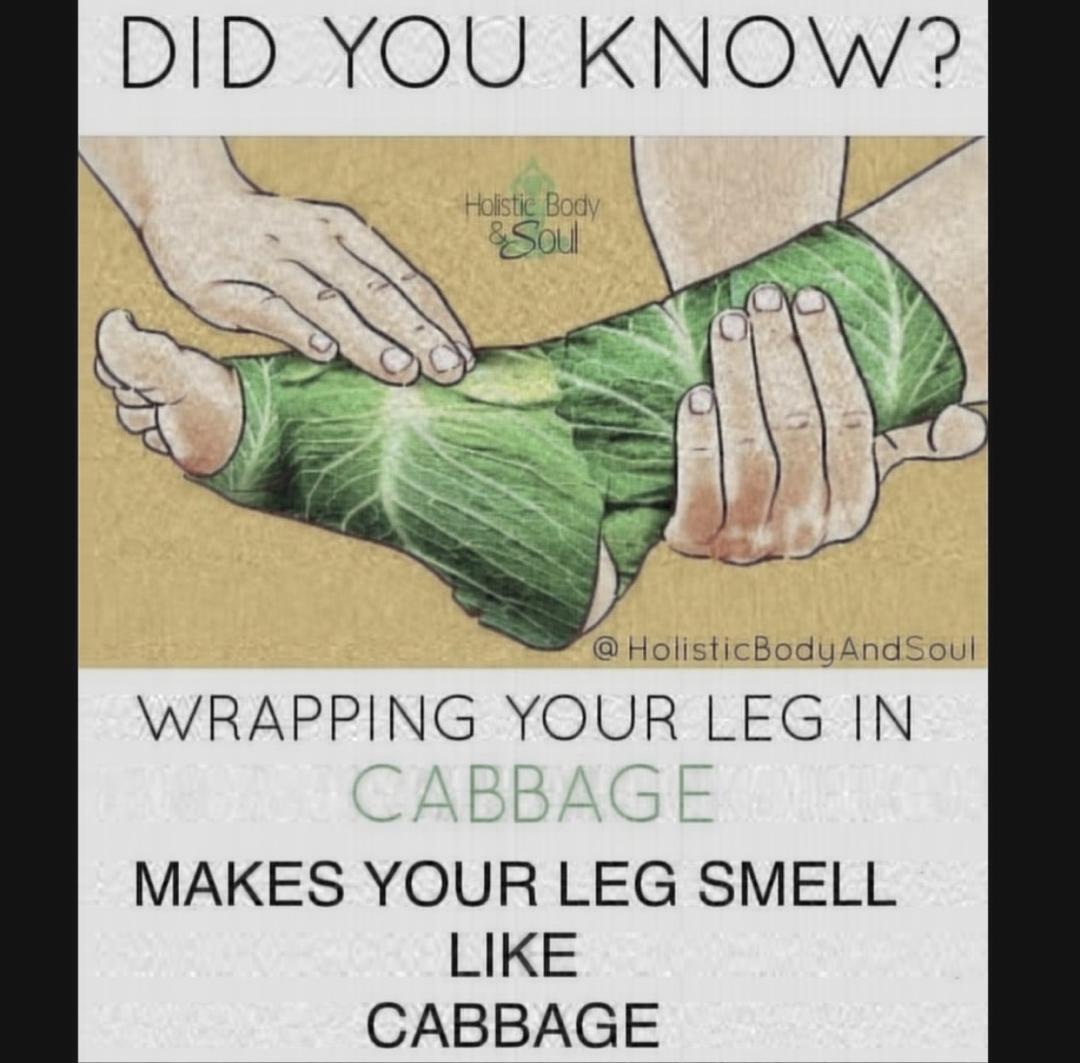 DID YOU KNOW?
Holistic Body
& Soul
@HolisticBodyAndSoul
WRAPPING YOUR LEG IN
CABBAGE
MAKES YOUR LEG SMELL
LIKE
CABBAGE